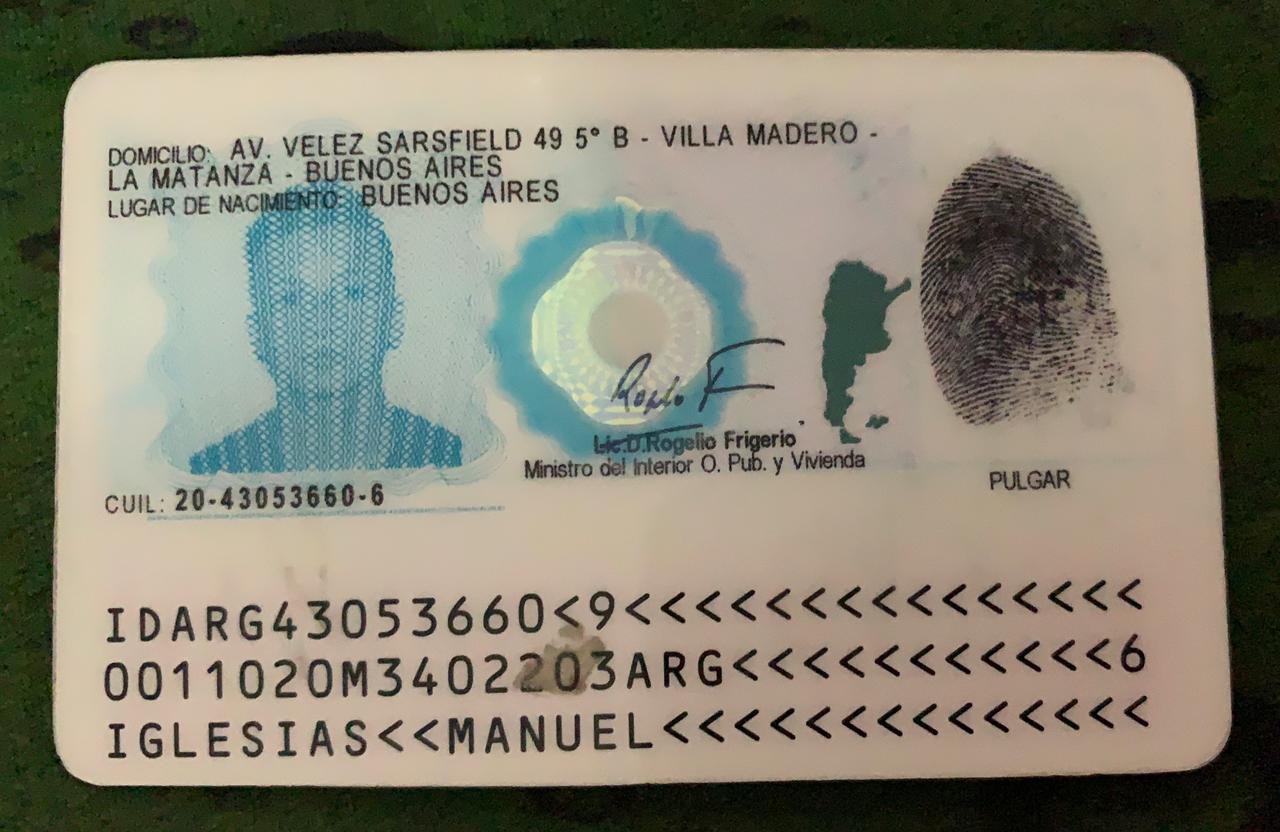 DOMICILIO: AV. VELEZ SARSFIELD 49 5° B - VILLA MADERO -
LA MATANZA - BUENOS AIRES
LUGAR DE NACIMIENTO: BUENOS AIRES
Rogelio F
Lic.D.Rogelio Frigerio
Ministro del Interior O. Pub. y Vivienda
PULGAR
CUIL: 20-43053660-6
IDARG43053660<9<<<<<<<<<<<<<<<
0011020M3402203ARG<<<<<<<<<<<6
IGLESIAS<<MANUEL<<<<<<<<<<<<<<